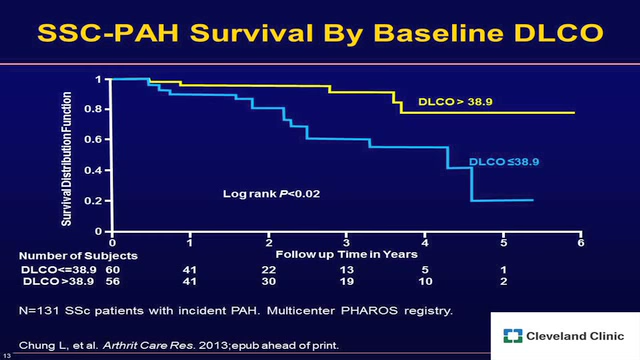 SSC-PAH Survival By Baseline DLCO
Survival Distribution Function
1
0.8
0.6
0.4
0.2
0
DLCO > 38.9
DLCO ≤38.9
Log rank P<0.02
0 1 2 3 4 5 6
Number of Subjects
Follow up Time in Years
DLCO<=38.9 60 41 22 13 5 1
DLCO>38.9 56 41 30 19 10 2
N=131 SSc patients with incident PAH. Multicenter PHAROS registry.
Chung L, et al. Arthrit Care Res. 2013;epub ahead of print.
Cleveland Clinic
13